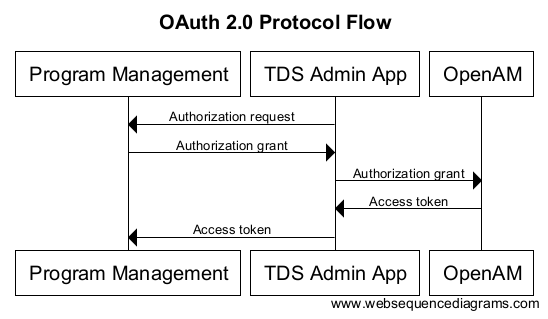 OAuth 2.0 Protocol Flow
Program Management
TDS Admin App
OpenAM
Authorization request
Authorization grant
Authorization grant
Access token
Access token
Program Management
TDS Admin App
OpenAM
www.websequencediagrams.com